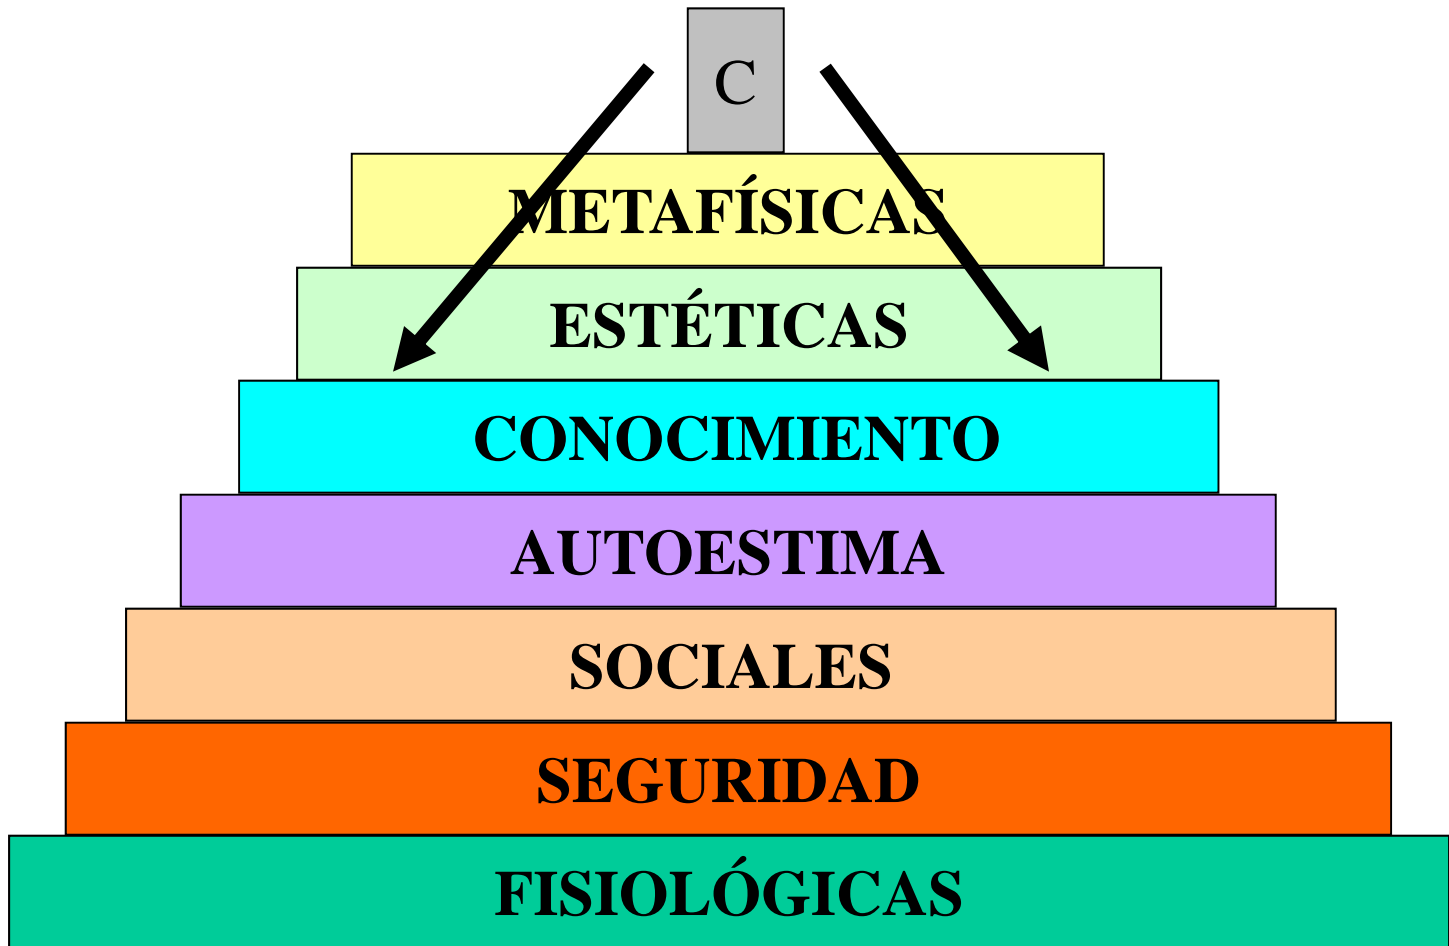 C
METAFÍSICAS
ESTÉTICAS
CONOCIMIENTO
AUTOESTIMA
SOCIALES
SEGURIDAD
FISIOLÓGICAS